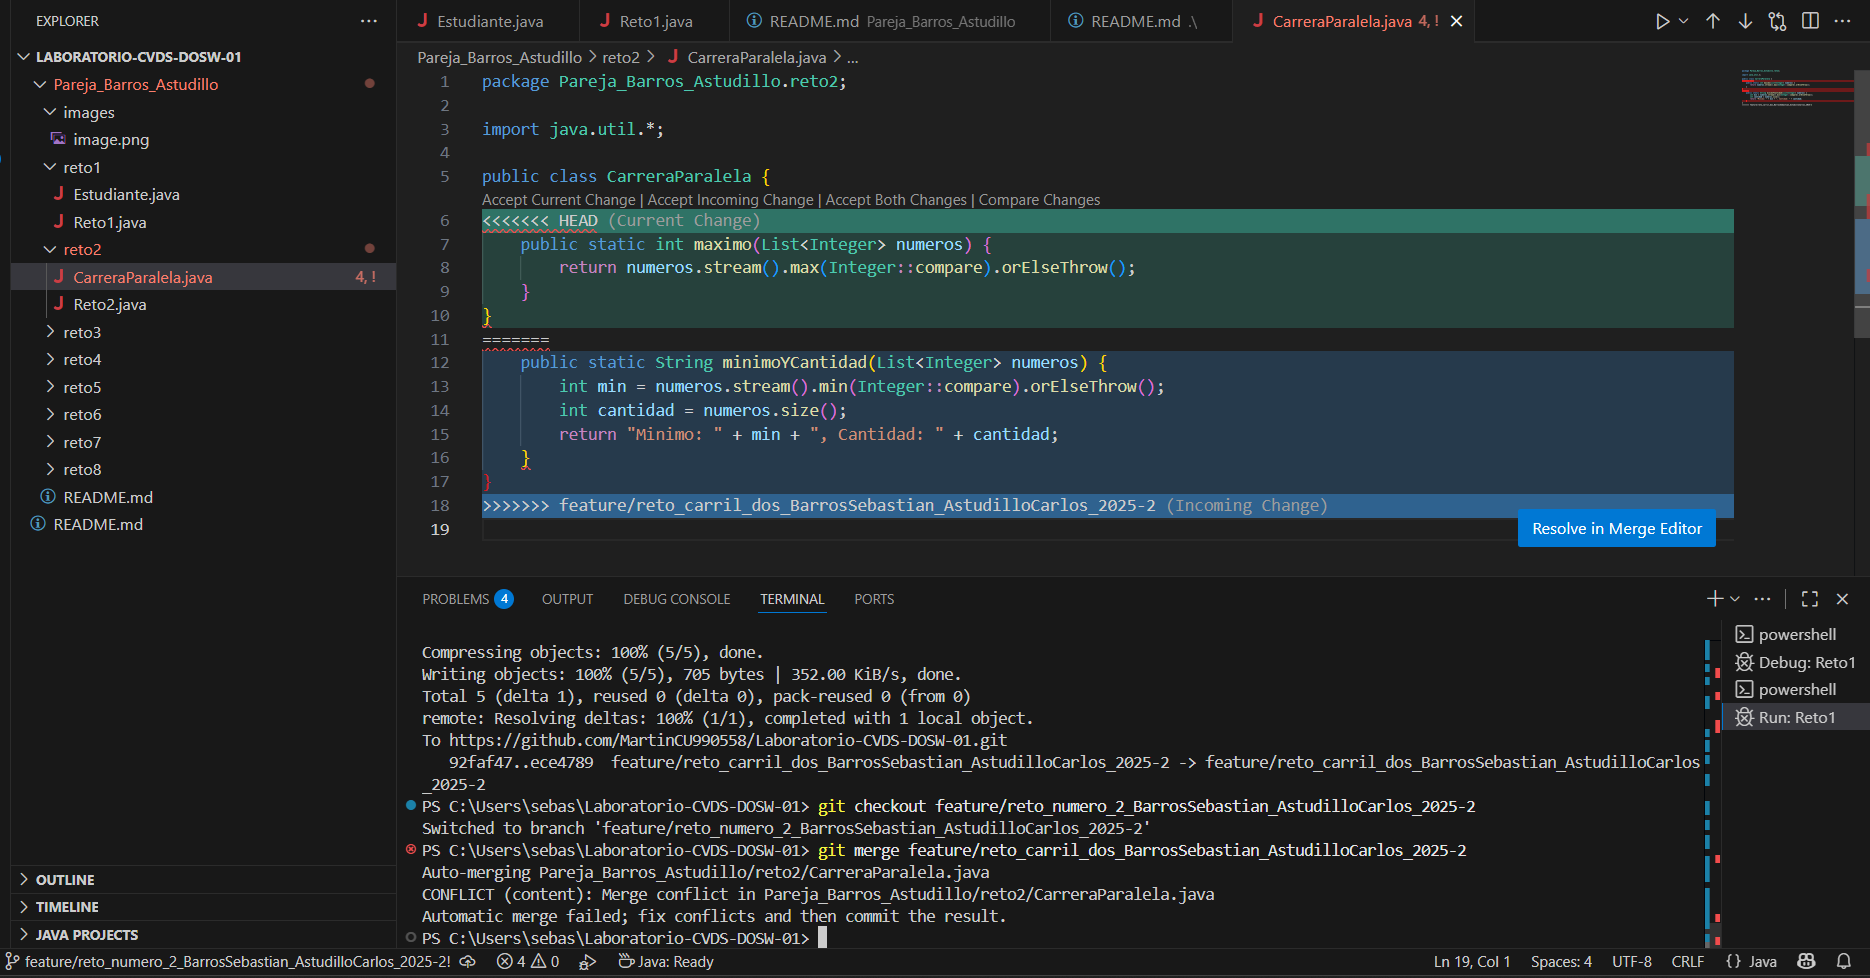 EXPLORER
LABORATORIO-CVDS-DOSW-01
Pareja_Barros_Astudillo
images
image.png
reto1
Estudiante.java
Reto1.java
reto2
CarreraParalela.java 4, !
Reto2.java
reto3
reto4
reto5
reto6
reto7
reto8
README.md
README.md
OUTLINE
TIMELINE
JAVA PROJECTS
Estudiante.java
Reto1.java
README.md Pareja_Barros_Astudillo
README.md .\
CarreraParalela.java 4, !
Pareja_Barros_Astudillo > reto2 > CarreraParalela.java > ...
1 package Pareja_Barros_Astudillo.reto2;
2
3 import java.util.*;
4
5 public class CarreraParalela {
Accept Current Change | Accept Incoming Change | Accept Both Changes | Compare Changes
6 <<<<<<< HEAD (Current Change)
7 public static int maximo(List<Integer> numeros) {
8 return numeros.stream().max(Integer::compare).orElseThrow();
9 }
10 }
11 =======
12 public static String minimoYCantidad(List<Integer> numeros) {
13 int min = numeros.stream().min(Integer::compare).orElseThrow();
14 int cantidad = numeros.size();
15 return "Minimo: " + min + ", Cantidad: " + cantidad;
16 }
17 }
18 >>>>>>> feature/reto_carril_dos_BarrosSebastian_AstudilloCarlos_2025-2 (Incoming Change)
19
Resolve in Merge Editor
PROBLEMS 4 OUTPUT DEBUG CONSOLE TERMINAL PORTS
Compressing objects: 100% (5/5), done.
Writing objects: 100% (5/5), 705 bytes | 352.00 KiB/s, done.
Total 5 (delta 1), reused 0 (delta 0), pack-reused 0 (from 0)
remote: Resolving deltas: 100% (1/1), completed with 1 local object.
To https://github.com/MartinCU990558/Laboratorio-CVDS-DOSW-01.git
92faf47..ece4789 feature/reto_carril_dos_BarrosSebastian_AstudilloCarlos_2025-2 -> feature/reto_carril_dos_BarrosSebastian_AstudilloCarlos
_2025-2
PS C:\Users\sebas\Laboratorio-CVDS-DOSW-01> git checkout feature/reto_numero_2_BarrosSebastian_AstudilloCarlos_2025-2
Switched to branch 'feature/reto_numero_2_BarrosSebastian_AstudilloCarlos_2025-2'
PS C:\Users\sebas\Laboratorio-CVDS-DOSW-01> git merge feature/reto_carril_dos_BarrosSebastian_AstudilloCarlos_2025-2
Auto-merging Pareja_Barros_Astudillo/reto2/CarreraParalela.java
CONFLICT (content): Merge conflict in Pareja_Barros_Astudillo/reto2/CarreraParalela.java
Automatic merge failed; fix conflicts and then commit the result.
PS C:\Users\sebas\Laboratorio-CVDS-DOSW-01>
powershell
Debug: Reto1
powershell
Run: Reto1
feature/reto_numero_2_BarrosSebastian_AstudilloCarlos_2025-2! 4 0 Java: Ready Ln 19, Col 1 Spaces: 4 UTF-8 CRLF {} Java